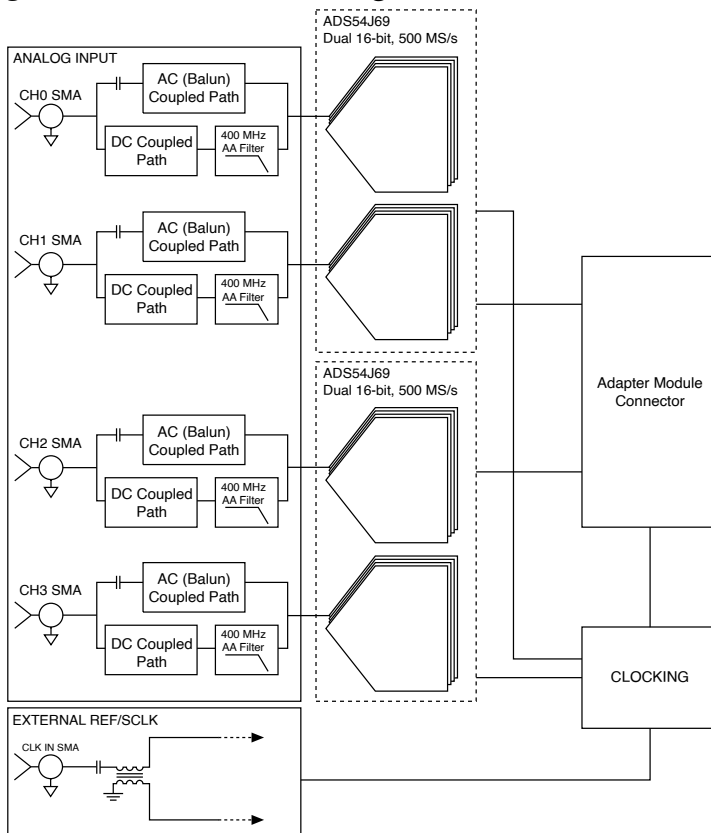 ADS54J69
Dual 16-bit, 500 MS/s
ANALOG INPUT
CH0 SMA
AC (Balun)
Coupled Path
DC Coupled
Path
400 MHz
AA Filter
CH1 SMA
AC (Balun)
Coupled Path
DC Coupled
Path
400 MHz
AA Filter
ADS54J69
Dual 16-bit, 500 MS/s
CH2 SMA
AC (Balun)
Coupled Path
DC Coupled
Path
400 MHz
AA Filter
CH3 SMA
AC (Balun)
Coupled Path
DC Coupled
Path
400 MHz
AA Filter
Adapter Module
Connector
CLOCKING
EXTERNAL REF/SCLK
CLK IN SMA